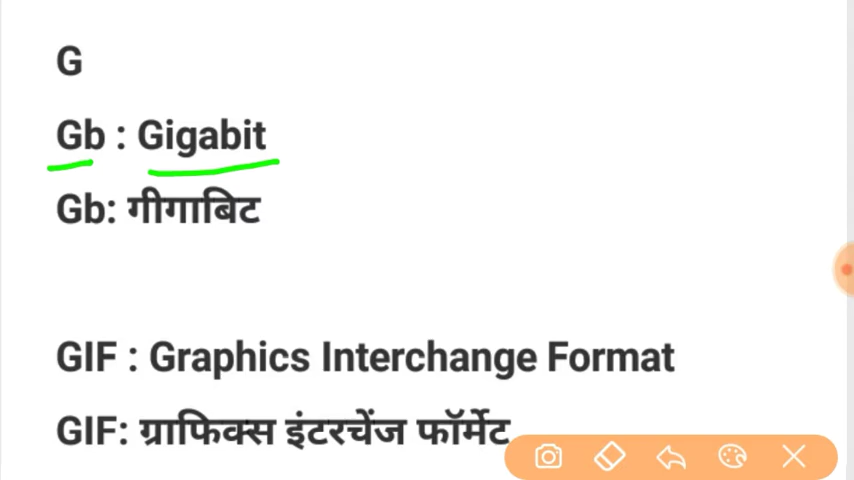 G
Gb : Gigabit
Gb: गीगाबिट
GIF : Graphics Interchange Format
GIF: ग्राफिक्स इंटरचेंज फॉर्मेट